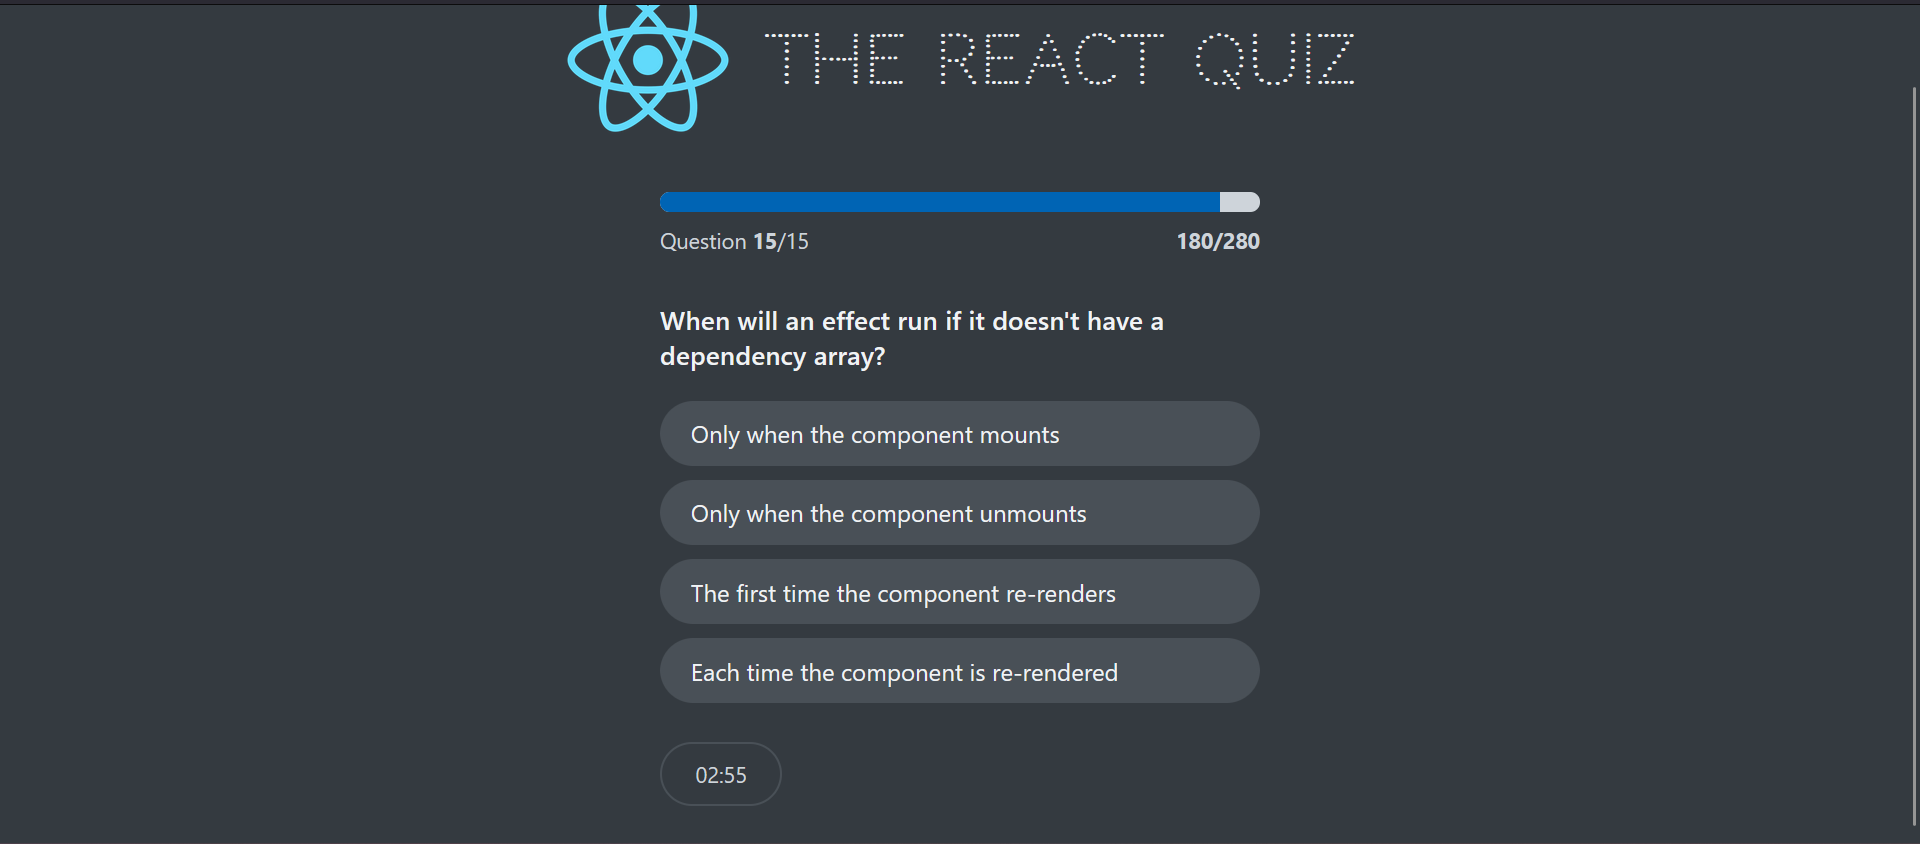 THE REACT QUIZ
Question 15/15
180/280
When will an effect run if it doesn't have a
dependency array?
Only when the component mounts
Only when the component unmounts
The first time the component re-renders
Each time the component is re-rendered
02:55